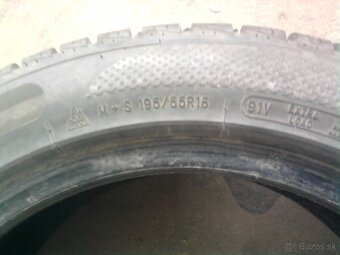 M+S 195/55R16 91V EXTRA
LOAD
© Bazos.sk